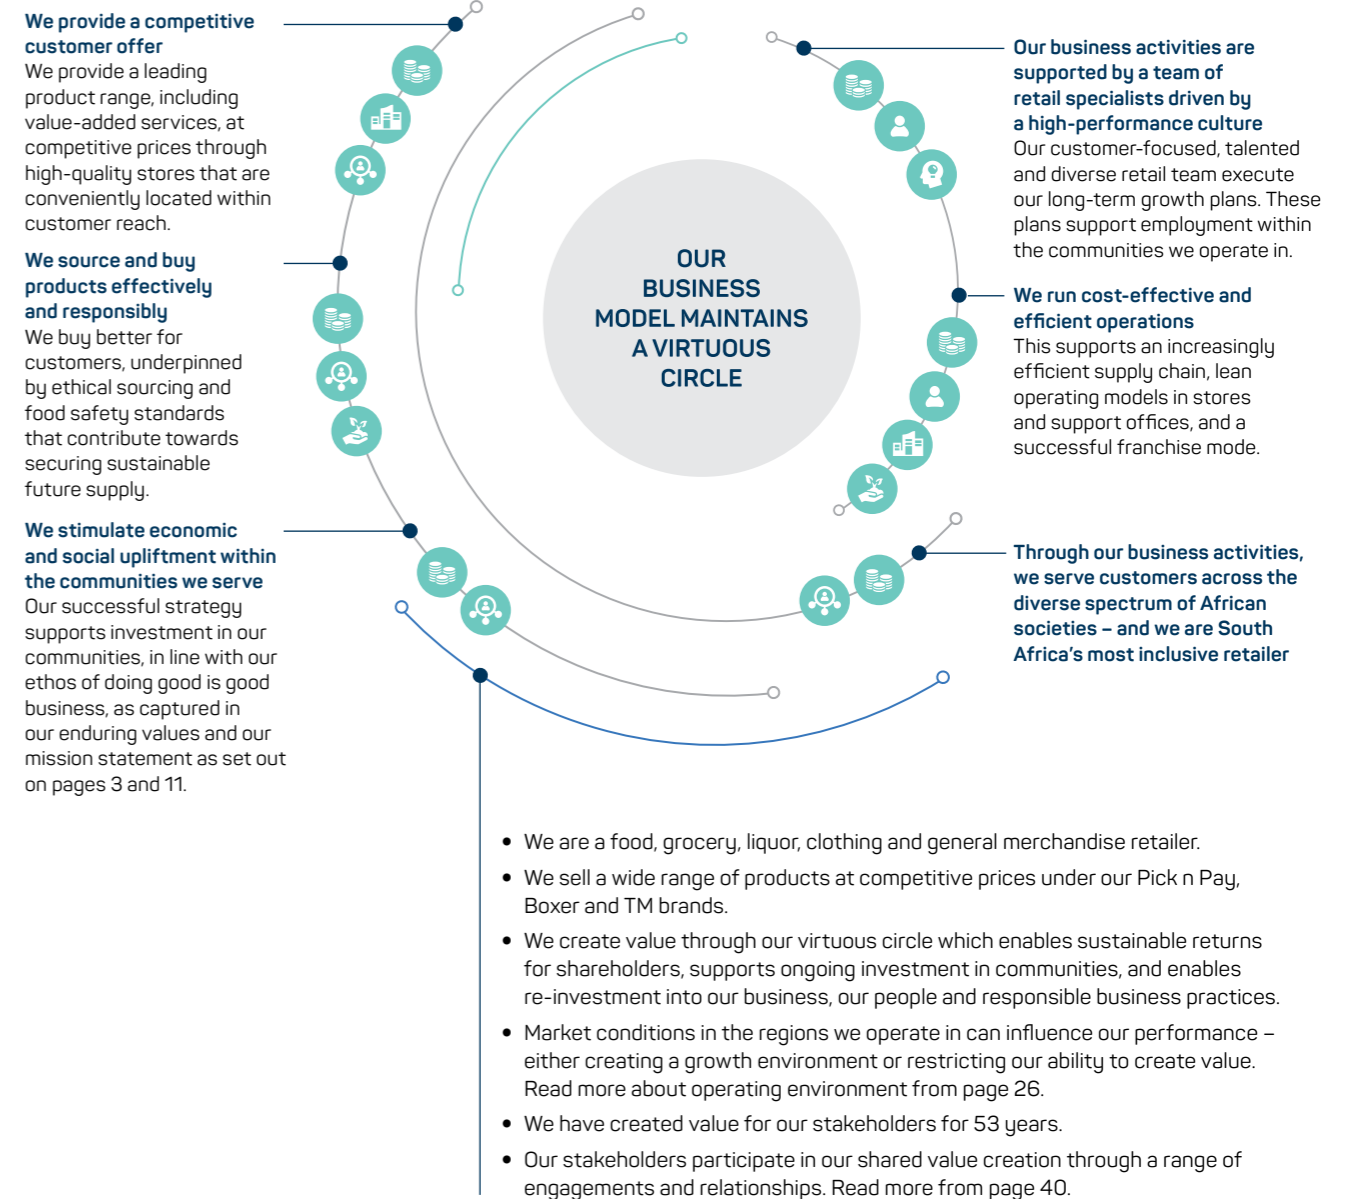 We provide a competitive
customer offer
We provide a leading
product range, including
value-added services, at
competitive prices through
high-quality stores that are
conveniently located within
customer reach.
We source and buy
products effectively
and responsibly
We buy better for
customers, underpinned
by ethical sourcing and
food safety standards
that contribute towards
securing sustainable
future supply.
We stimulate economic
and social upliftment within
the communities we serve
Our successful strategy
supports investment in our
communities, in line with our
ethos of doing good is good
business, as captured in
our enduring values and our
mission statement as set out
on pages 3 and 11.
OUR
BUSINESS
MODEL MAINTAINS
A VIRTUOUS
CIRCLE
Our business activities are
supported by a team of
retail specialists driven by
a high-performance culture
Our customer-focused, talented
and diverse retail team execute
our long-term growth plans. These
plans support employment within
the communities we operate in.
We run cost-effective and
efficient operations
This supports an increasingly
efficient supply chain, lean
operating models in stores
and support offices, and a
successful franchise mode.
Through our business activities,
we serve customers across the
diverse spectrum of African
societies – and we are South
Africa's most inclusive retailer
• We are a food, grocery, liquor, clothing and general merchandise retailer.
• We sell a wide range of products at competitive prices under our Pick n Pay,
Boxer and TM brands.
• We create value through our virtuous circle which enables sustainable returns
for shareholders, supports ongoing investment in communities, and enables
re-investment into our business, our people and responsible business practices.
• Market conditions in the regions we operate in can influence our performance –
either creating a growth environment or restricting our ability to create value.
Read more about operating environment from page 26.
• We have created value for our stakeholders for 53 years.
• Our stakeholders participate in our shared value creation through a range of
engagements and relationships. Read more from page 40.